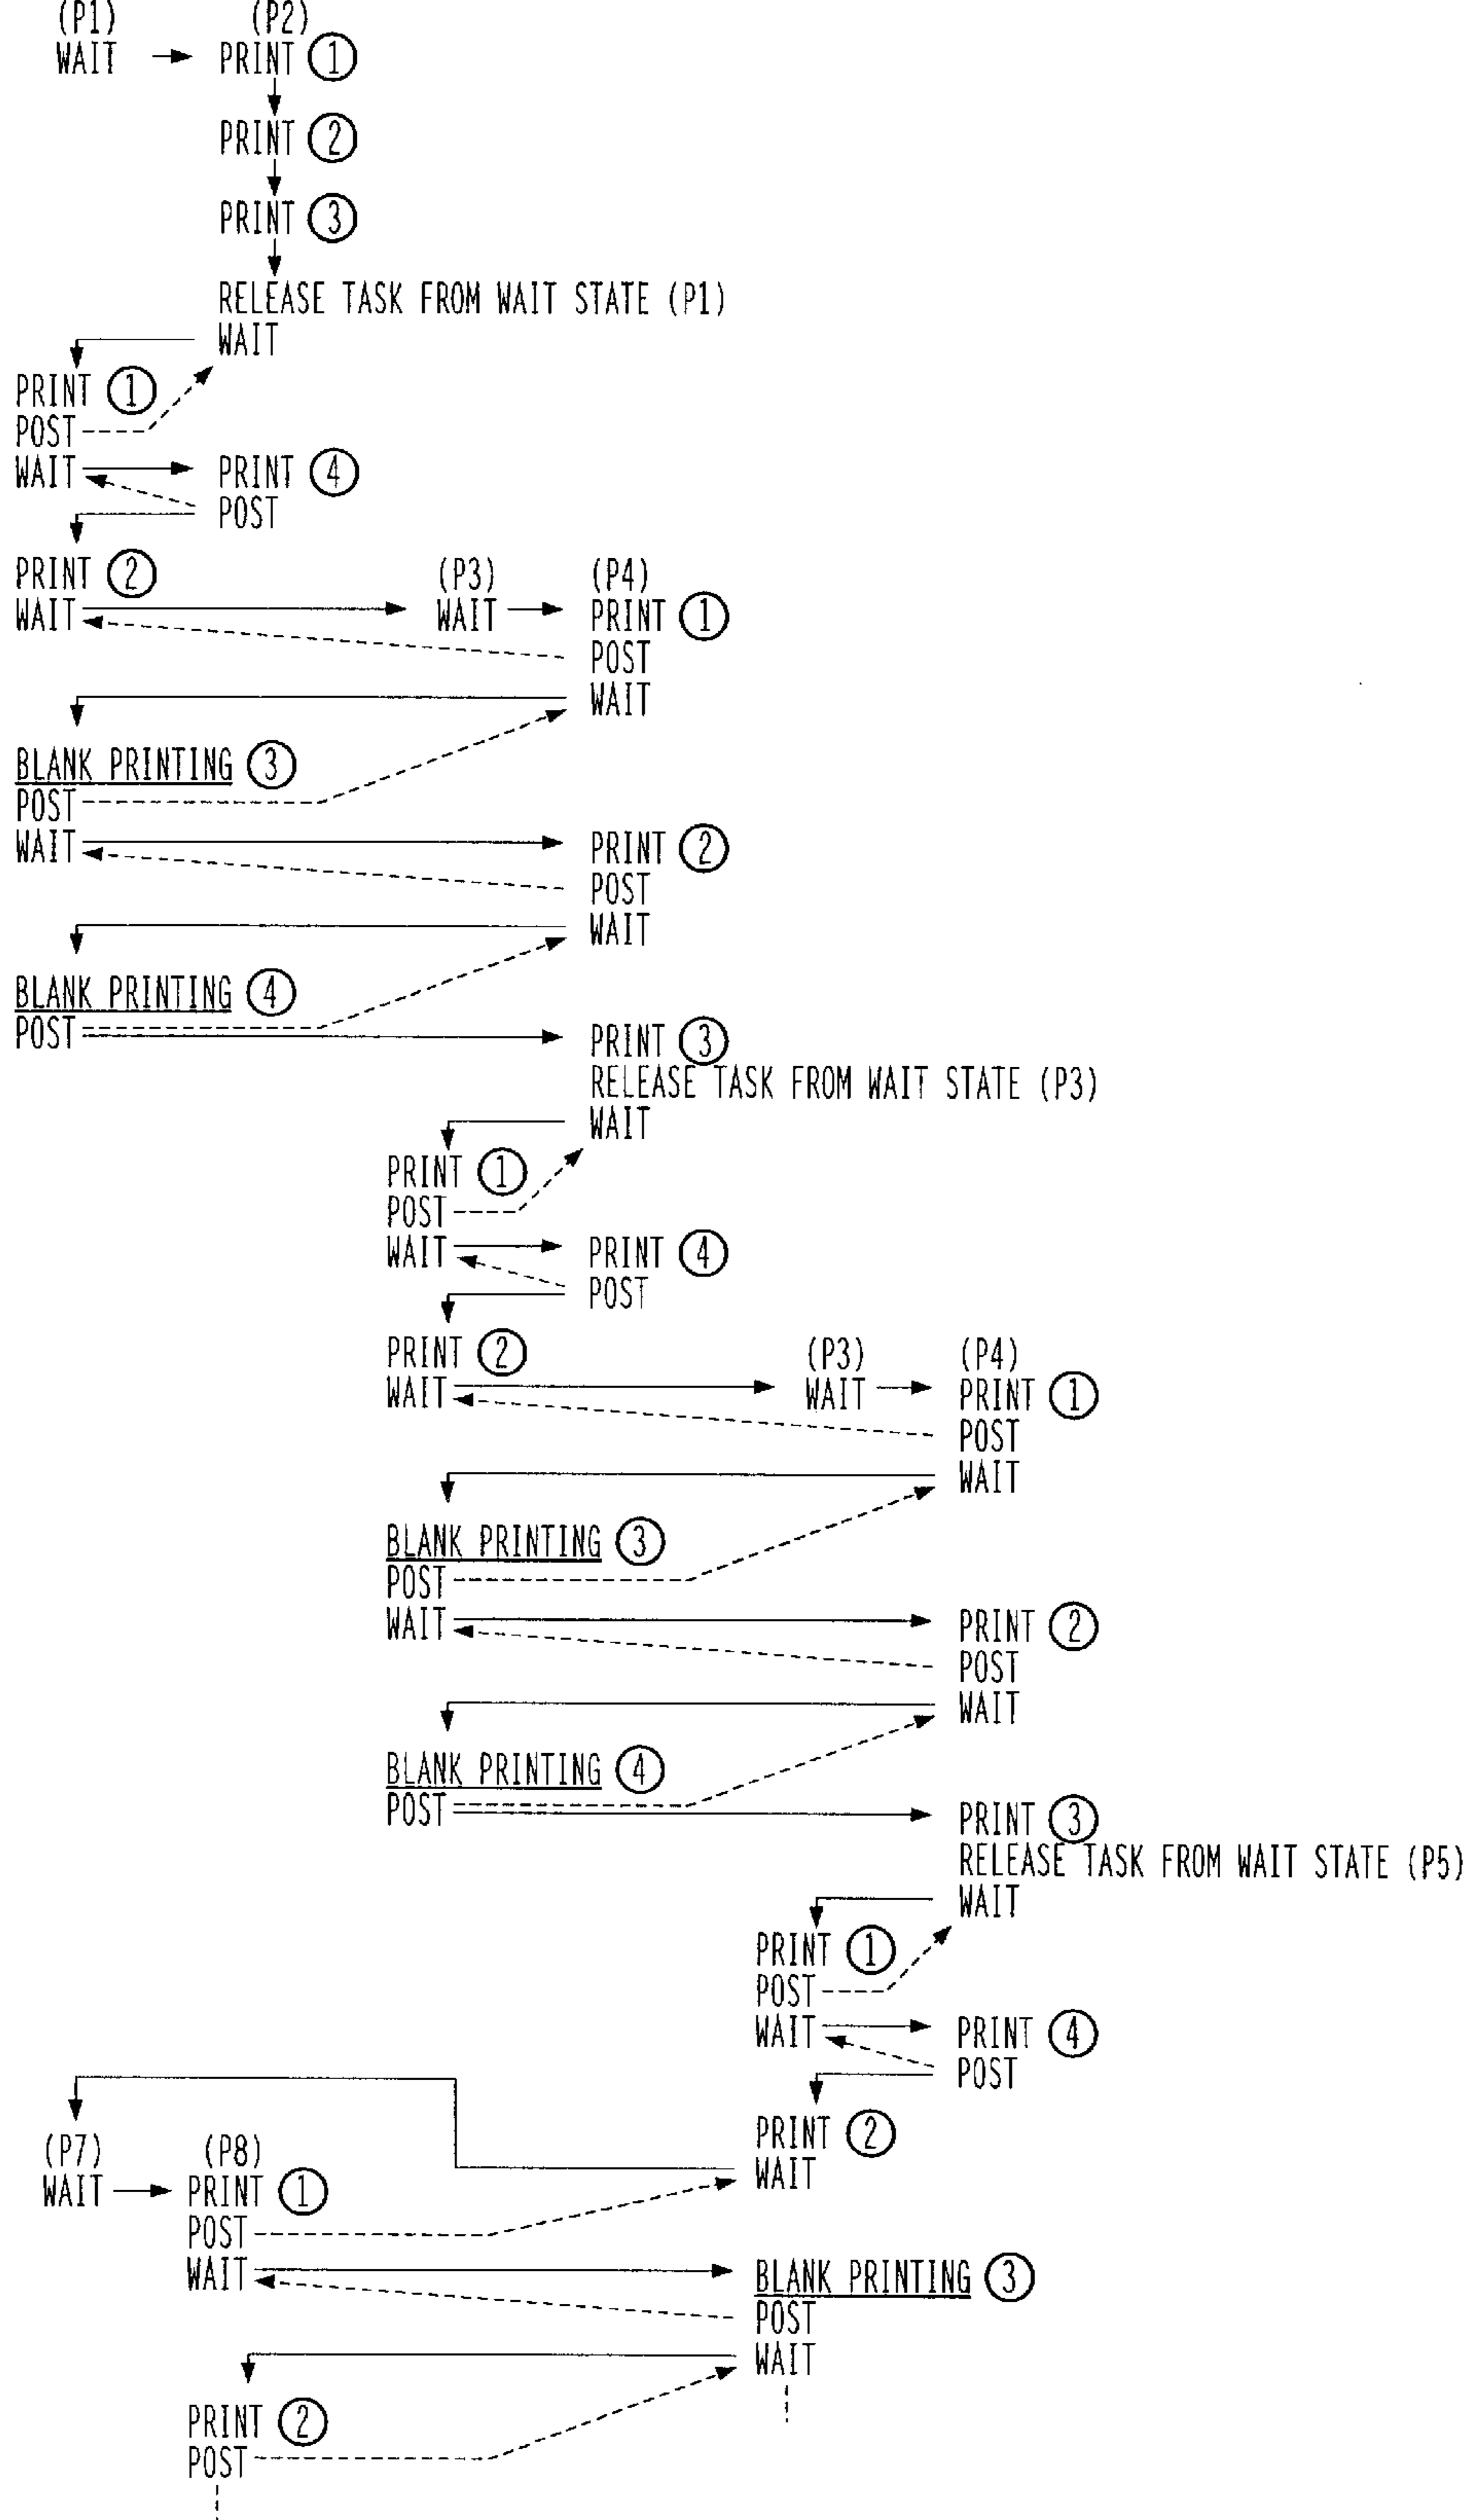 (P1) (P2)
WAIT PRINT ①
PRINT ②
PRINT ③
RELEASE TASK FROM WAIT STATE (P1)
WAIT
PRINT ①
POST
WAIT PRINT ④
POST
PRINT ② (P3) (P4)
WAIT WAIT PRINT ①
POST
WAIT
BLANK PRINTING ③
POST
WAIT PRINT ②
POST
WAIT
BLANK PRINTING ④
POST PRINT ③
RELEASE TASK FROM WAIT STATE (P3)
WAIT
PRINT ①
POST
WAIT PRINT ④
POST
PRINT ② (P3) (P4)
WAIT WAIT PRINT ①
POST
WAIT
BLANK PRINTING ③
POST
WAIT PRINT ②
POST
WAIT
BLANK PRINTING ④
POST PRINT ③
RELEASE TASK FROM WAIT STATE (P5)
WAIT
PRINT ①
POST
WAIT PRINT ④
POST
PRINT ②
(P7) (P8) WAIT
WAIT PRINT ①
POST
WAIT BLANK PRINTING ③
POST
WAIT
PRINT ②
POST